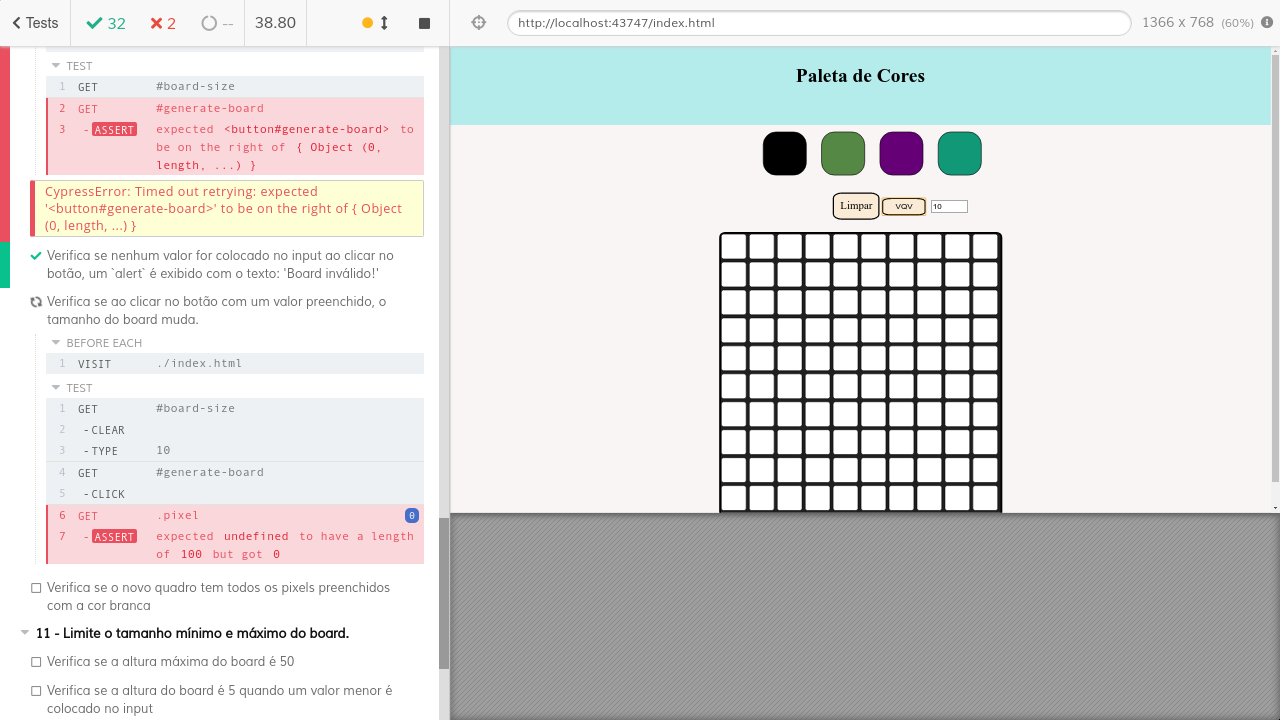 Tests
32
2
--
38.80
http://localhost:43747/index.html
1366 x 768 (60%)
TEST
1 GET #board-size
2 GET #generate-board
3 - ASSERT expected <button#generate-board> to
be on the right of { Object (0,
length, ...) }
CypressError: Timed out retrying: expected
'<button#generate-board>' to be on the right of { Object
(0, length, ...) }
Verifica se nenhum valor for colocado no input ao clicar no
botão, um `alert` é exibido com o texto: 'Board inválido!'
Verifica se ao clicar no botão com um valor preenchido, o
tamanho do board muda.
BEFORE EACH
1 VISIT ./index.html
TEST
1 GET #board-size
2 -CLEAR
3 -TYPE 10
4 GET #generate-board
5 -CLICK
6 GET .pixel 0
7 - ASSERT expected undefined to have a length
of 100 but got 0
Verifica se o novo quadro tem todos os pixels preenchidos
com a cor branca
11 - Limite o tamanho mínimo e máximo do board.
Verifica se a altura máxima do board é 50
Verifica se a altura do board é 5 quando um valor menor é
colocado no input
Paleta de Cores
Limpar
VQV
10